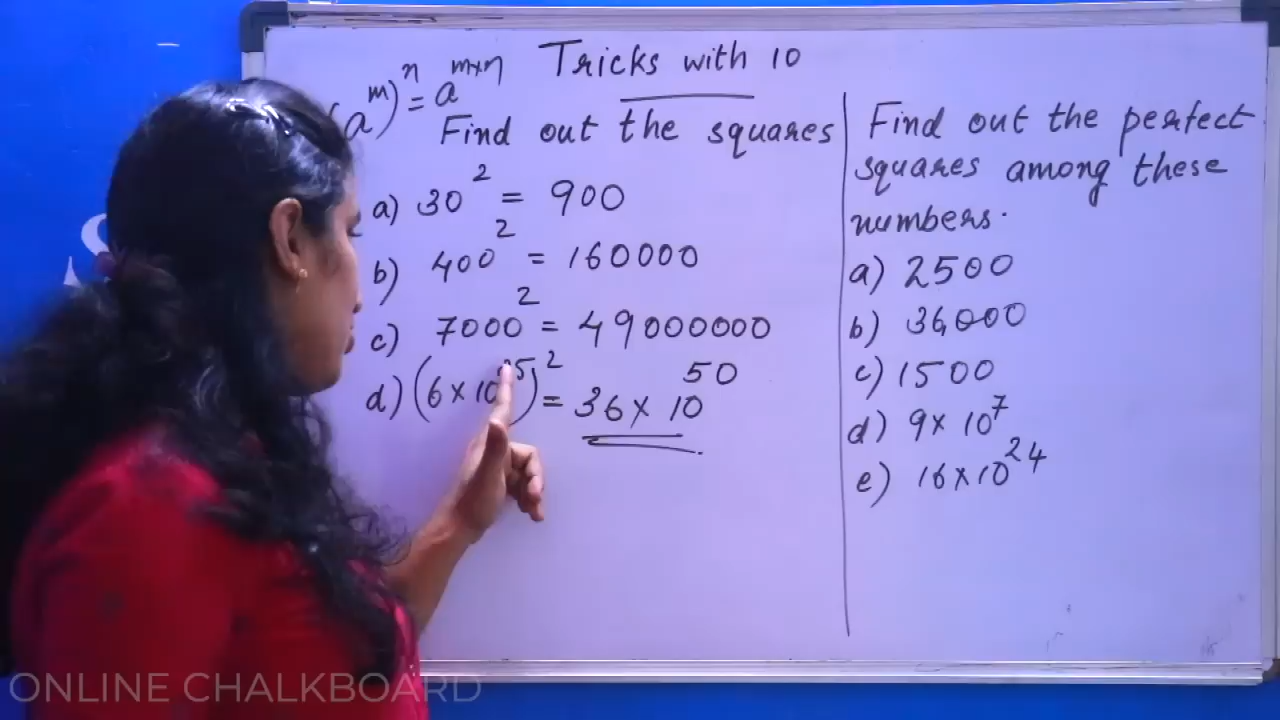 Tricks with 10
a^m)^n = a^m×n
Find out the squares
a) 30^2 = 900
b) 400^2 = 160000
c) 7000^2 = 49000000
d) (6 × 10^25)^2 = 36 × 10^50
Find out the perfect
squares among these
numbers.
a) 2500
b) 36,000
c) 1500
d) 9 × 10^7
e) 16 × 10^24
ONLINE CHALKBOARD